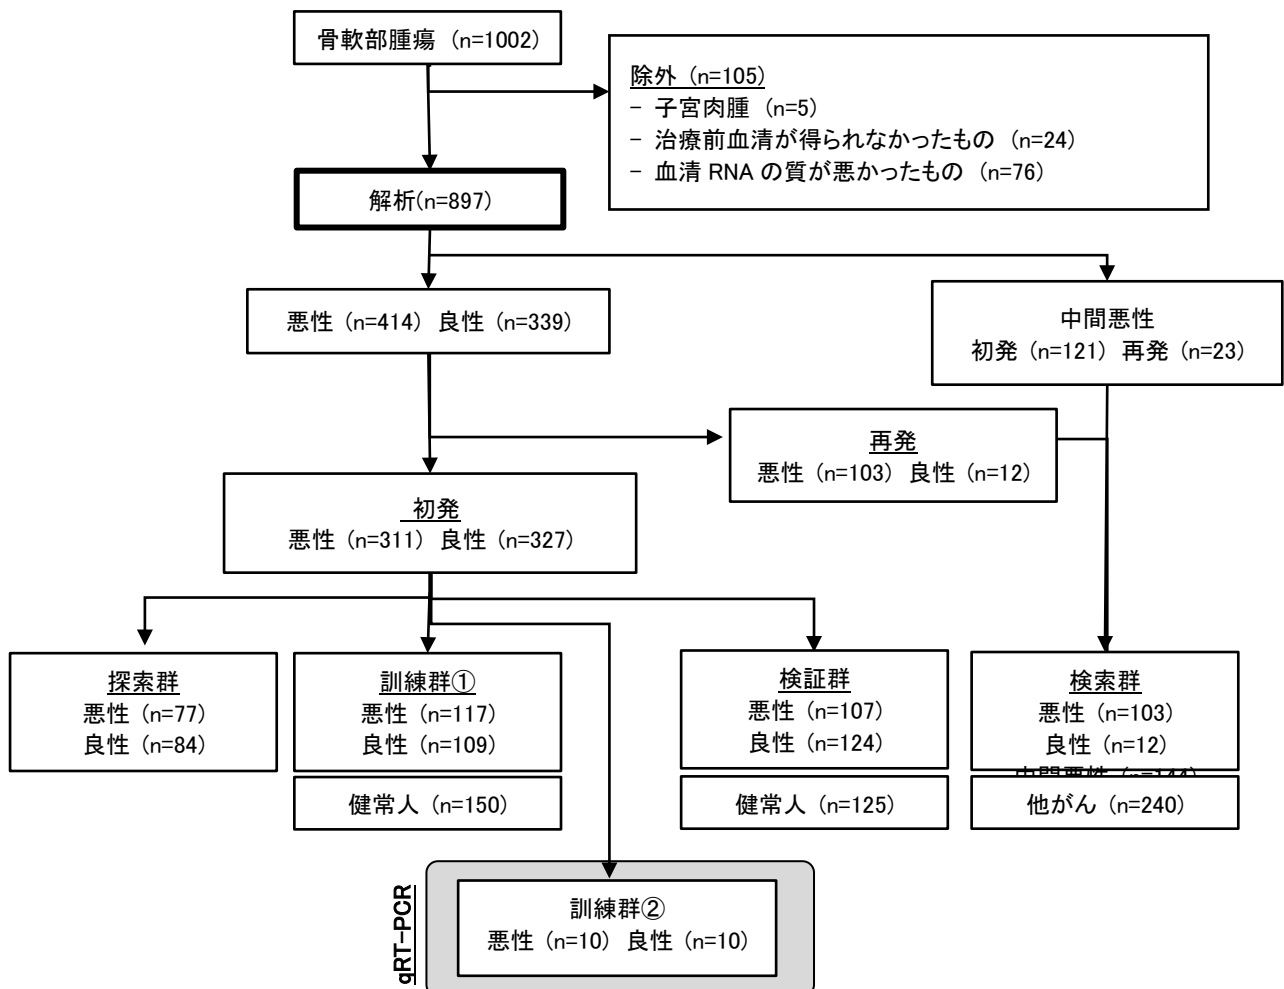 骨軟部腫瘍 (n=1002)
除外 (n=105)
- 子宮肉腫 (n=5)
- 治療前血清が得られなかったもの (n=24)
- 血清 RNA の質が悪かったもの (n=76)
解析(n=897)
悪性 (n=414) 良性 (n=339)
中間悪性
初発 (n=121) 再発 (n=23)
再発
悪性 (n=103) 良性 (n=12)
初発
悪性 (n=311) 良性 (n=327)
探索群
悪性 (n=77)
良性 (n=84)
訓練群①
悪性 (n=117)
良性 (n=109)
健常人 (n=150)
検証群
悪性 (n=107)
良性 (n=124)
健常人 (n=125)
検索群
悪性 (n=103)
良性 (n=12)
中間悪性 (n=144)
他がん (n=240)
qRT-PCR
訓練群②
悪性 (n=10) 良性 (n=10)